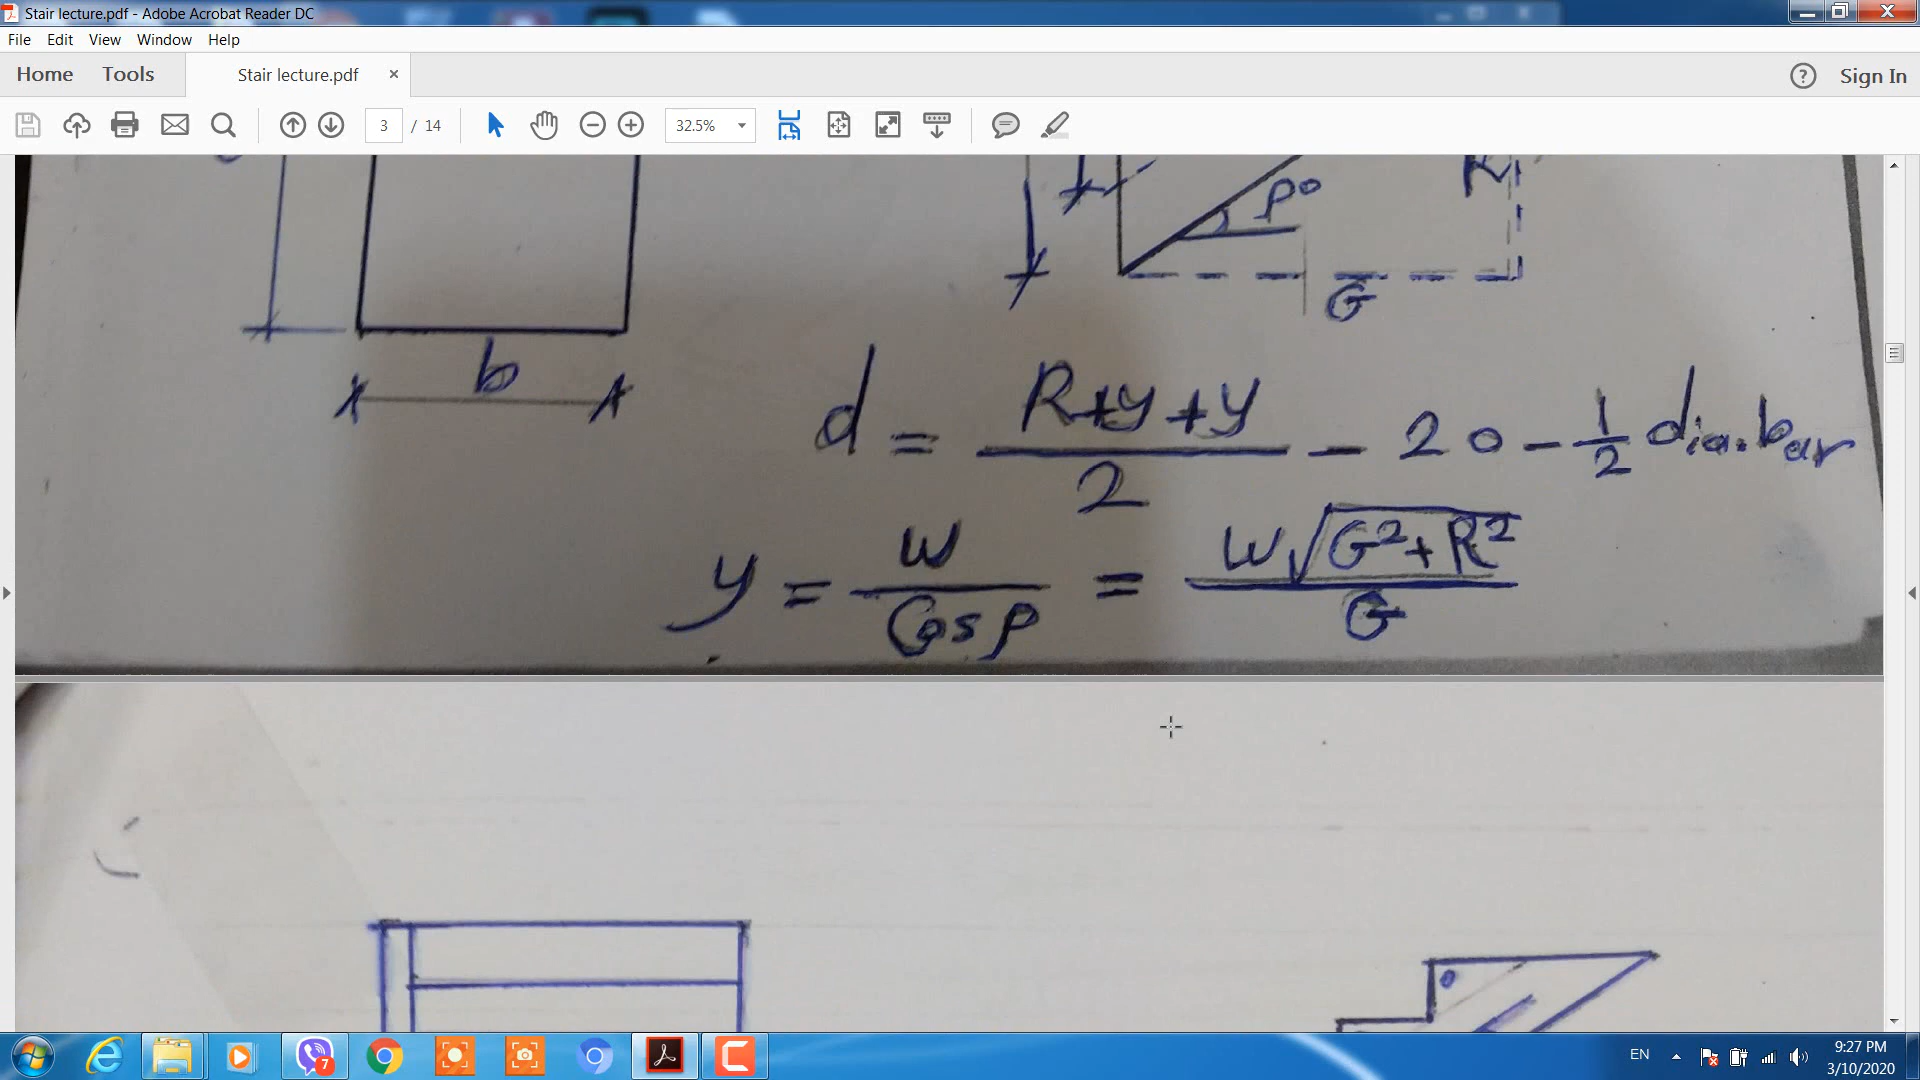 Stair lecture.pdf - Adobe Acrobat Reader DC
File Edit View Window Help
Home Tools Stair lecture.pdf × ? Sign In
3 / 14 32.5%
R
ρ°
G
b
d = (R+y+y)/2 - 20 - 1/2 dia.bar
y = w/Cosρ = w√(G²+R²)/G
7
EN 9:27 PM
3/10/2020